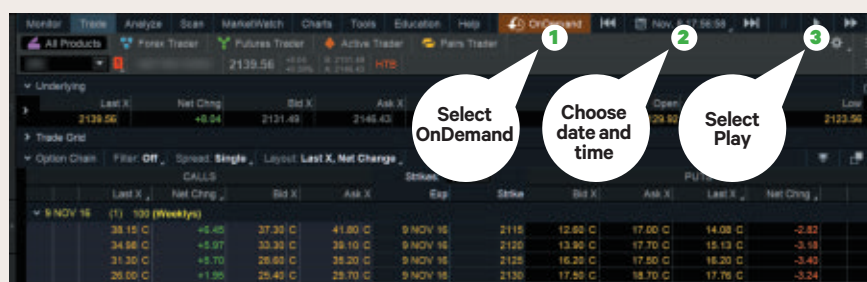 Monitor Trade Analyze Scan MarketWatch Charts Tools Education Help OnDemand Nov, 17:56:58
1 2 3
All Products Forex Trader Futures Trader Active Trader Pairs Trader
2139.56 HTB
Underlying
Last X Net Chng Bid X Ask X Open Low
2139.56 +8.04 2131.49 2146.43 2123.56
Select OnDemand
Choose date and time
Select Play
Trade Grid
Option Chain Filter: Off, Spread: Single, Layout: Last X, Net Change,
CALLS Strikes: PUTS
Last X, Net Chng, Bid X Ask X Exp Strike Bid X Ask X Last X, Net Chng,
9 NOV 16 (1) 100 (Weeklys)
38.15 C +6.45 37.30 C 41.80 C 9 NOV 16 2115 12.60 C 17.00 C 14.08 C -2.82
34.98 C +5.97 33.30 C 39.10 C 9 NOV 16 2120 13.90 C 17.70 C 15.13 C -3.18
31.30 C +5.70 28.60 C 35.20 C 9 NOV 16 2125 16.20 C 17.50 C 16.20 C -3.40
26.00 C +1.95 25.40 C 25.70 C 9 NOV 16 2130 17.50 C 18.70 C 17.76 C -3.24